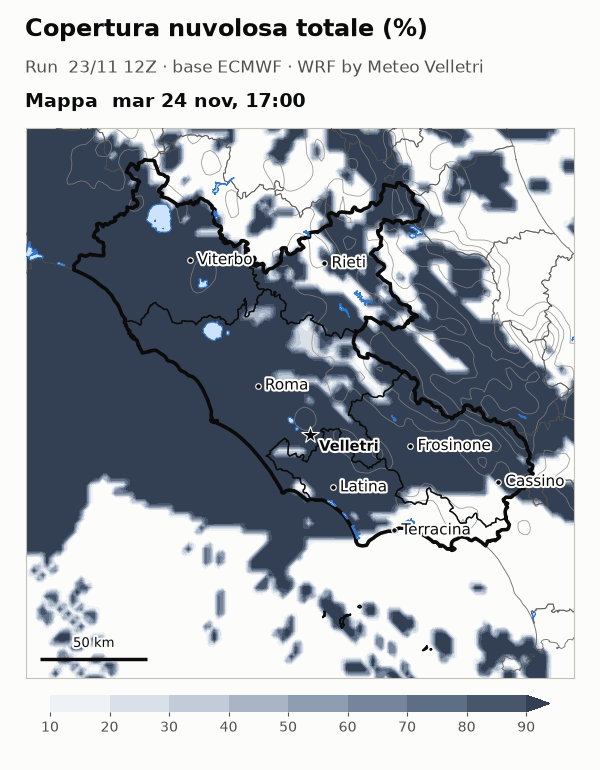 Copertura nuvolosa totale (%)
Run  23/11 12Z · base ECMWF · WRF by Meteo Velletri
Mappa  mar 24 nov, 17:00
Viterbo
Rieti
Roma
Velletri
Frosinone
Latina
Cassino
Terracina
50 km
10 20 30 40 50 60 70 80 90